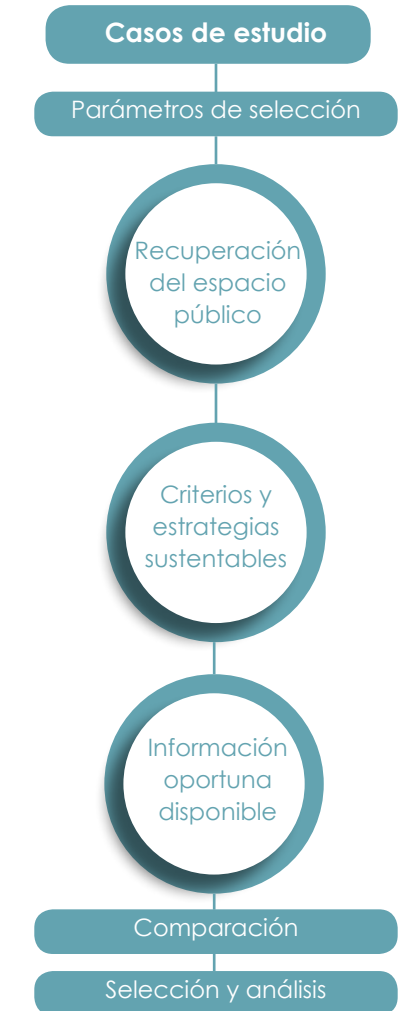 Casos de estudio
Parámetros de selección
Recuperación
del espacio
público
Criterios y
estrategias
sustentables
Información
oportuna
disponible
Comparación
Selección y análisis